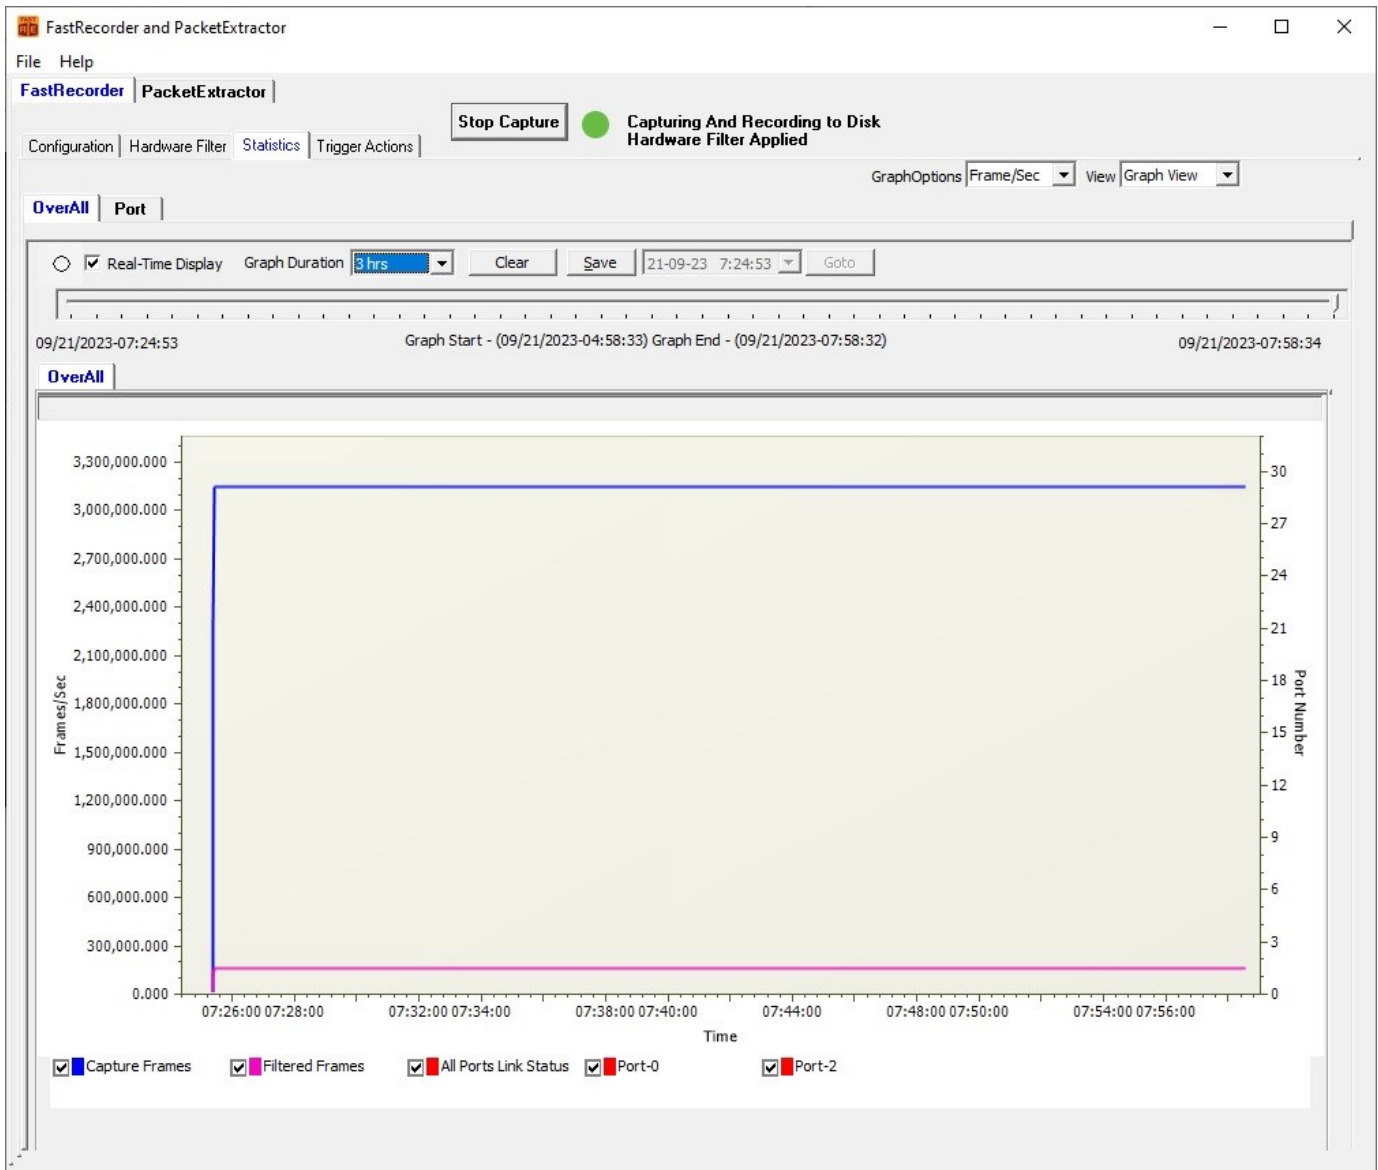 FastRecorder and PacketExtractor
File Help
FastRecorder PacketExtractor
Stop Capture Capturing And Recording to Disk
Hardware Filter Applied
Configuration Hardware Filter Statistics Trigger Actions
GraphOptions Frame/Sec View Graph View
OverAll Port
Real-Time Display Graph Duration 3 hrs Clear Save 21-09-23 7:24:53 Goto
09/21/2023-07:24:53 Graph Start - (09/21/2023-04:58:33) Graph End - (09/21/2023-07:58:32) 09/21/2023-07:58:34
OverAll
3,300,000.000
3,000,000.000
2,700,000.000
2,400,000.000
2,100,000.000
1,800,000.000
1,500,000.000
1,200,000.000
900,000.000
600,000.000
300,000.000
0.000
Frames/Sec
30
27
24
21
18
15
12
9
6
3
0
Port Number
07:26:00 07:28:00 07:32:00 07:34:00 07:38:00 07:40:00 07:44:00 07:48:00 07:50:00 07:54:00 07:56:00
Time
Capture Frames Filtered Frames All Ports Link Status Port-0 Port-2